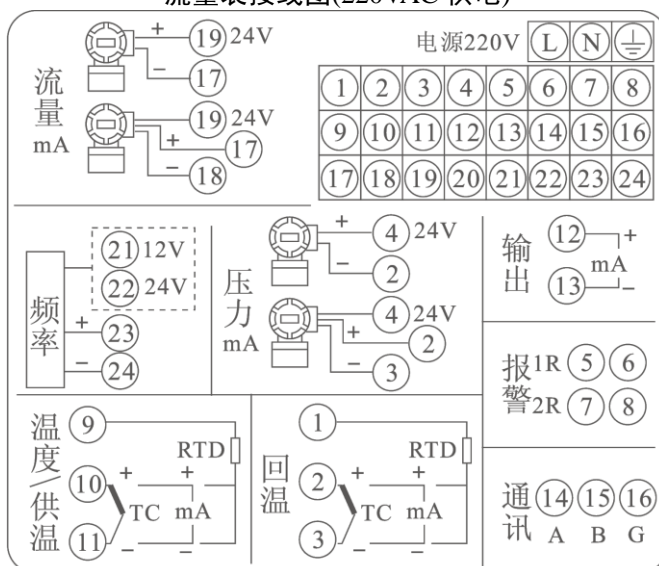 流量表接线图(220VAC 供电)
流量
mA
+ 19 24V
− 17
19 24V
+ 17
− 18
电源220V L N
1 2 3 4 5 6 7 8
9 10 11 12 13 14 15 16
17 18 19 20 21 22 23 24
频率
21 12V
22 24V
+ 23
− 24
压力
mA
+ 4 24V
− 2
4 24V
+ 2
− 3
输出
12 +
mA
13 −
报警
1R 5 6
2R 7 8
温度/供温
9
RTD
10 + +
TC mA
11 − −
回温
1
RTD
2 + +
TC mA
3 − −
通讯
14 15 16
A B G